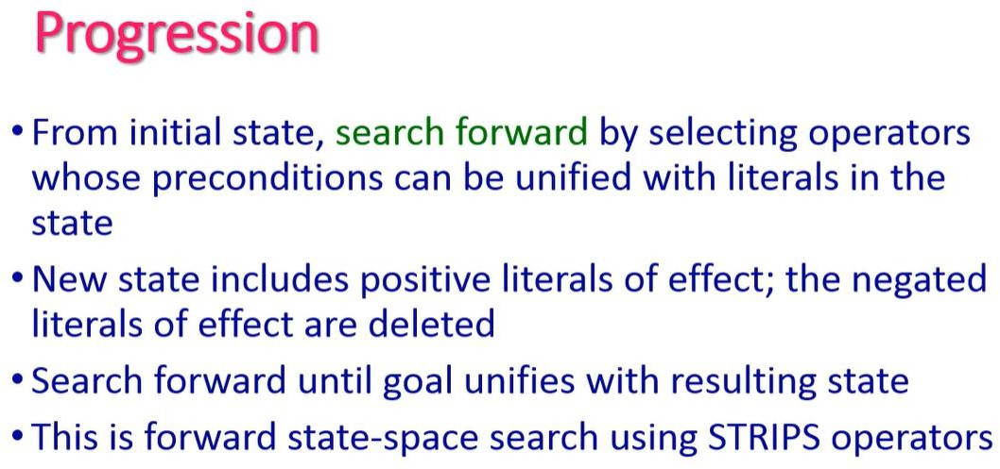 Progression
• From initial state, search forward by selecting operators
whose preconditions can be unified with literals in the
state
• New state includes positive literals of effect; the negated
literals of effect are deleted
• Search forward until goal unifies with resulting state
• This is forward state-space search using STRIPS operators